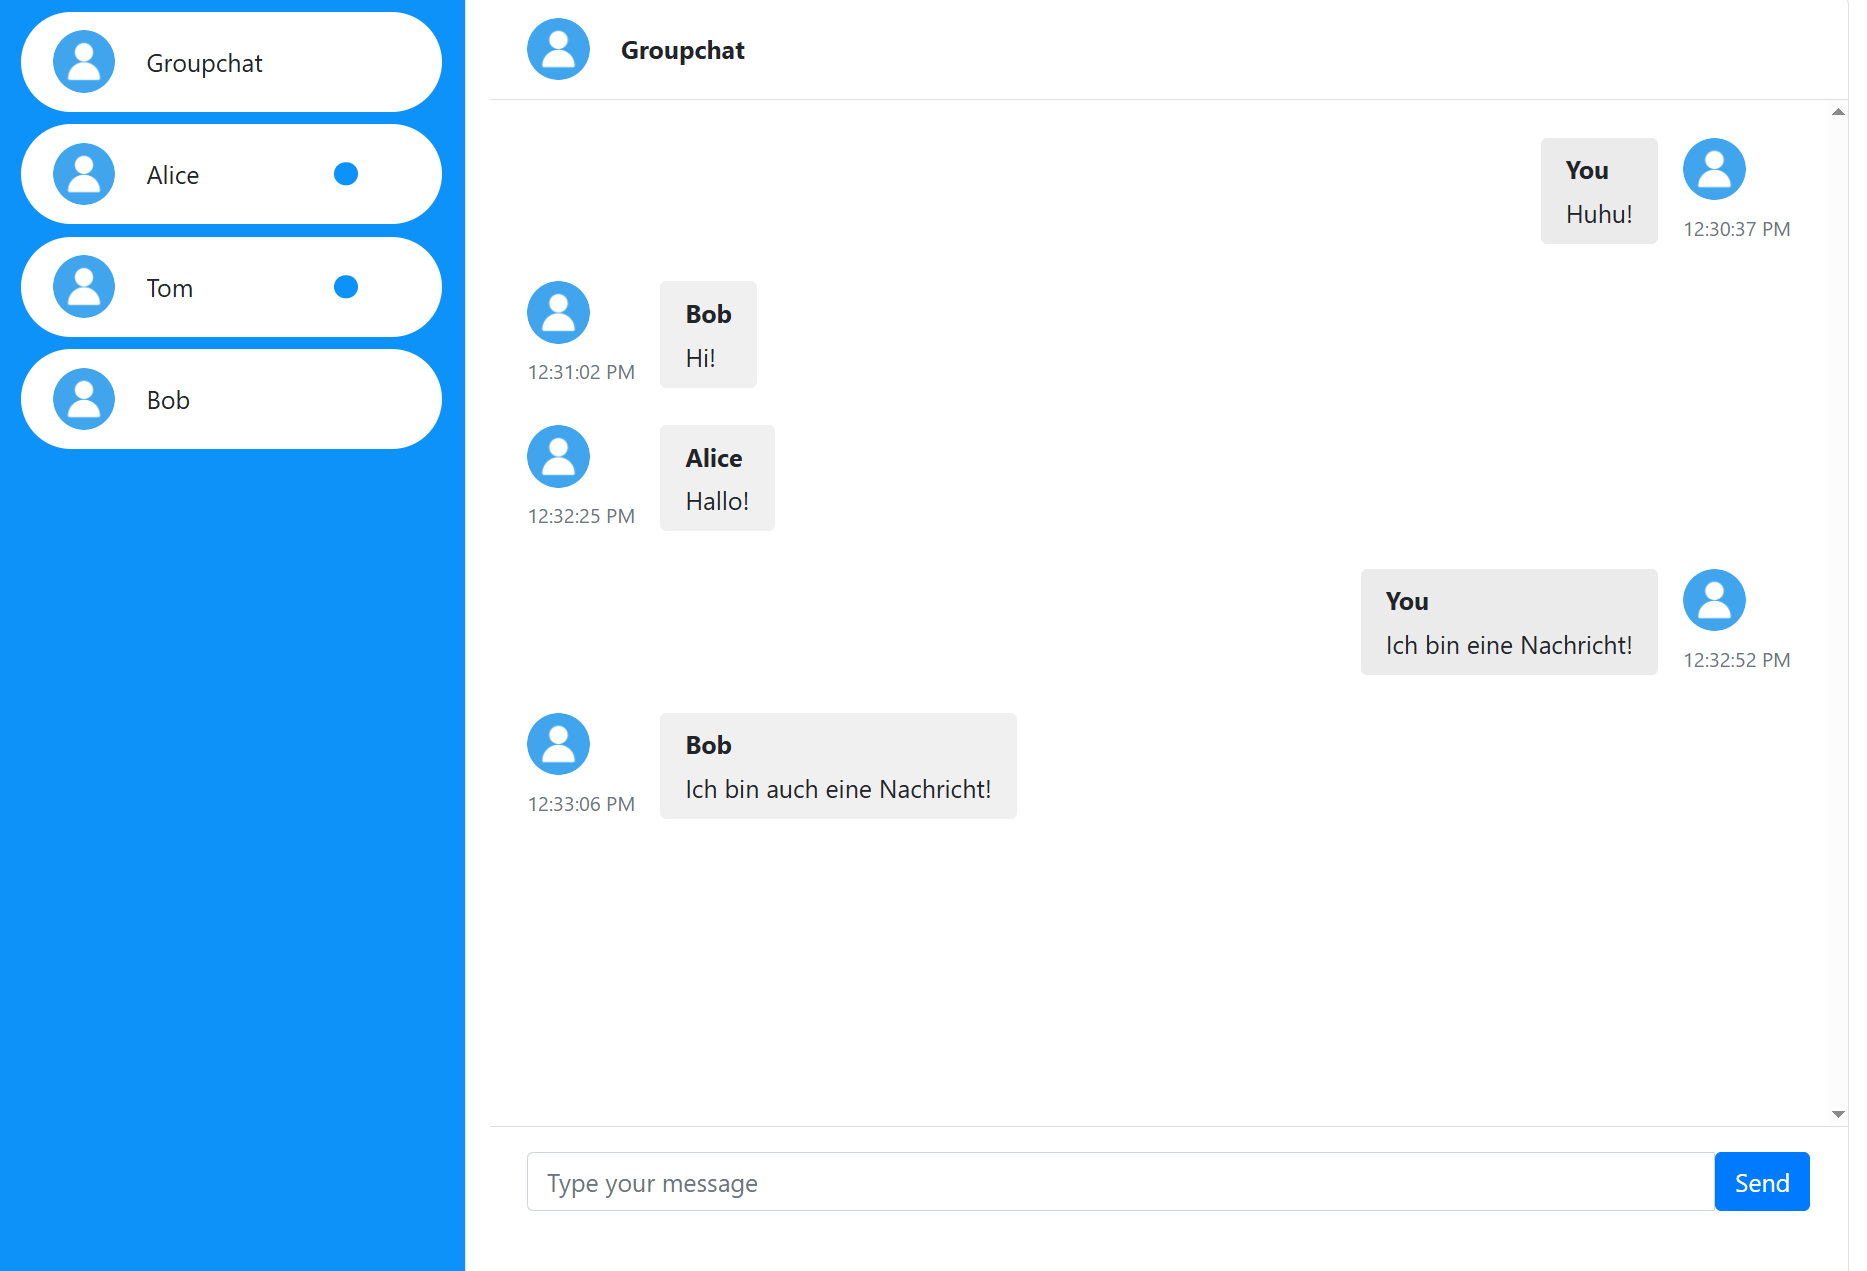 Groupchat
Alice
Tom
Bob
Groupchat
You
Huhu!
12:30:37 PM
Bob
Hi!
12:31:02 PM
Alice
Hallo!
12:32:25 PM
You
Ich bin eine Nachricht!
12:32:52 PM
Bob
Ich bin auch eine Nachricht!
12:33:06 PM
Type your message
Send